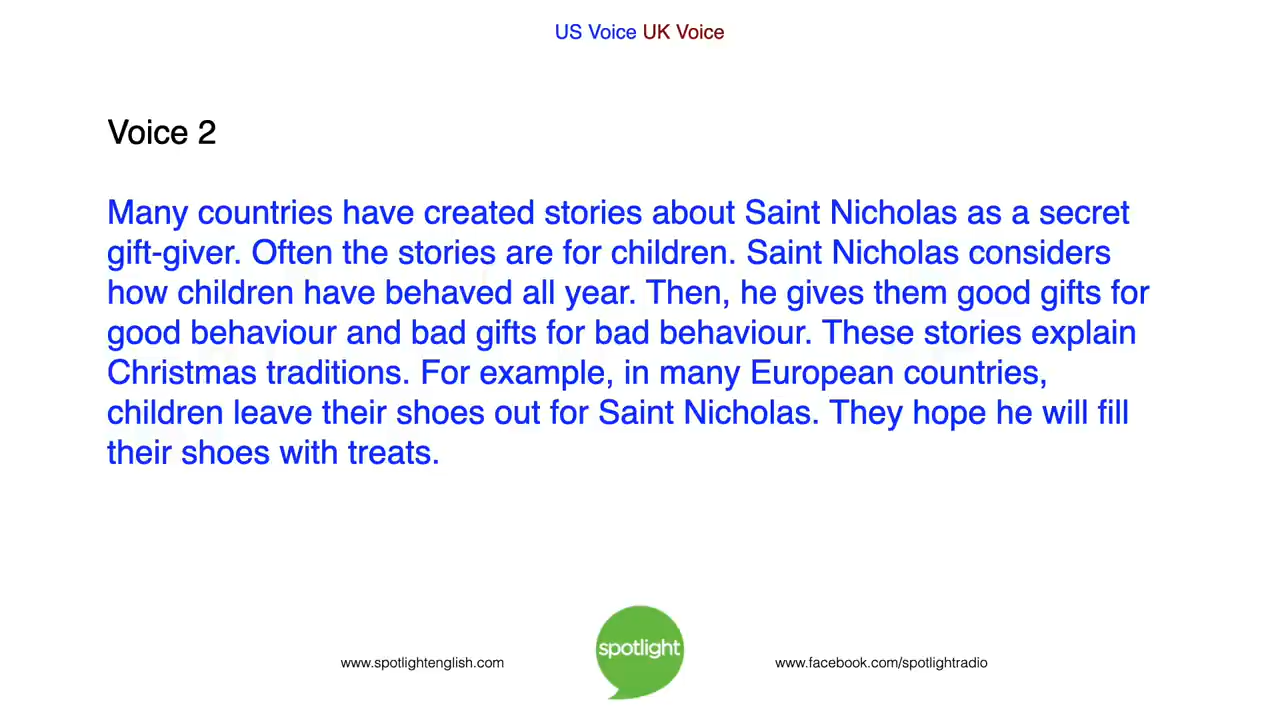 US Voice UK Voice
Voice 2
Many countries have created stories about Saint Nicholas as a secret
gift-giver. Often the stories are for children. Saint Nicholas considers
how children have behaved all year. Then, he gives them good gifts for
good behaviour and bad gifts for bad behaviour. These stories explain
Christmas traditions. For example, in many European countries,
children leave their shoes out for Saint Nicholas. They hope he will fill
their shoes with treats.
spotlight
www.spotlightenglish.com
www.facebook.com/spotlightradio